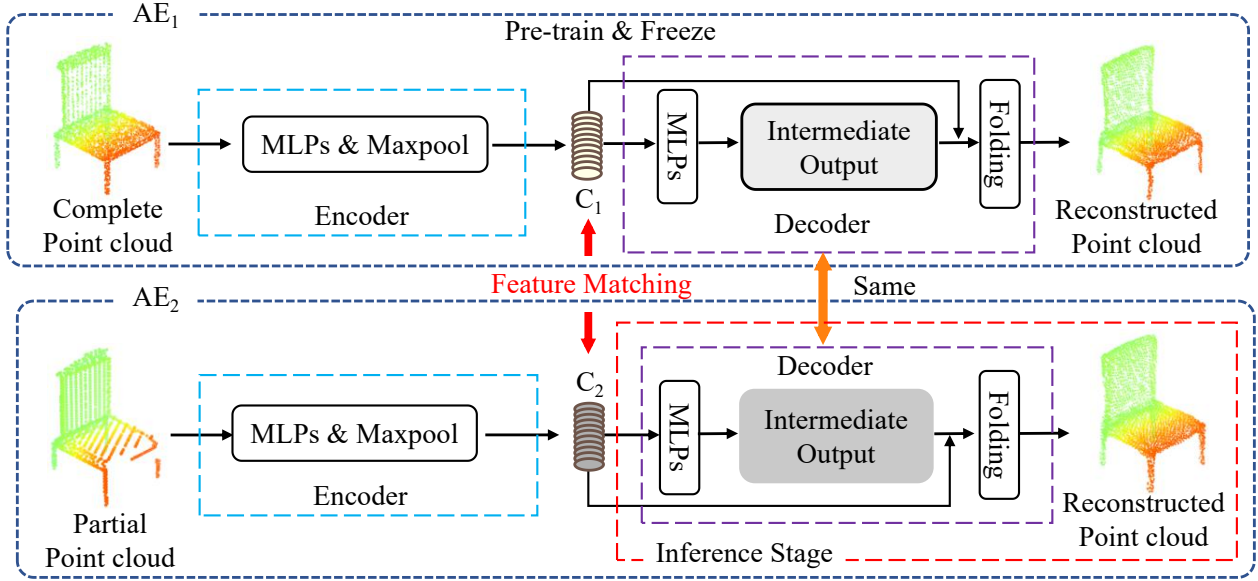 AE1
Pre-train & Freeze
Complete
Point cloud
MLPs & Maxpool
Encoder
C1
MLPs
Intermediate
Output
Folding
Decoder
Reconstructed
Point cloud
Feature Matching
Same
AE2
Partial
Point cloud
MLPs & Maxpool
Encoder
C2
Decoder
MLPs
Intermediate
Output
Folding
Reconstructed
Point cloud
Inference Stage